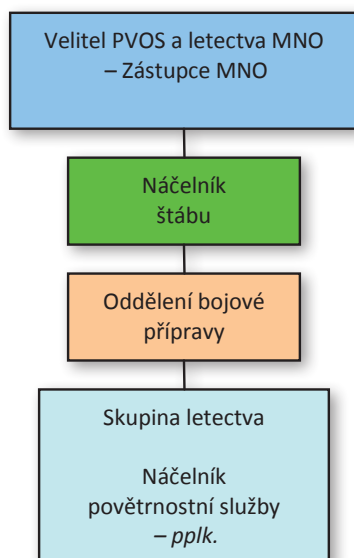 Velitel PVOS a letectva MNO
– Zástupce MNO
Náčelník
štábu
Oddělení bojové
přípravy
Skupina letectva
Náčelník
povětrnostní služby
– pplk.